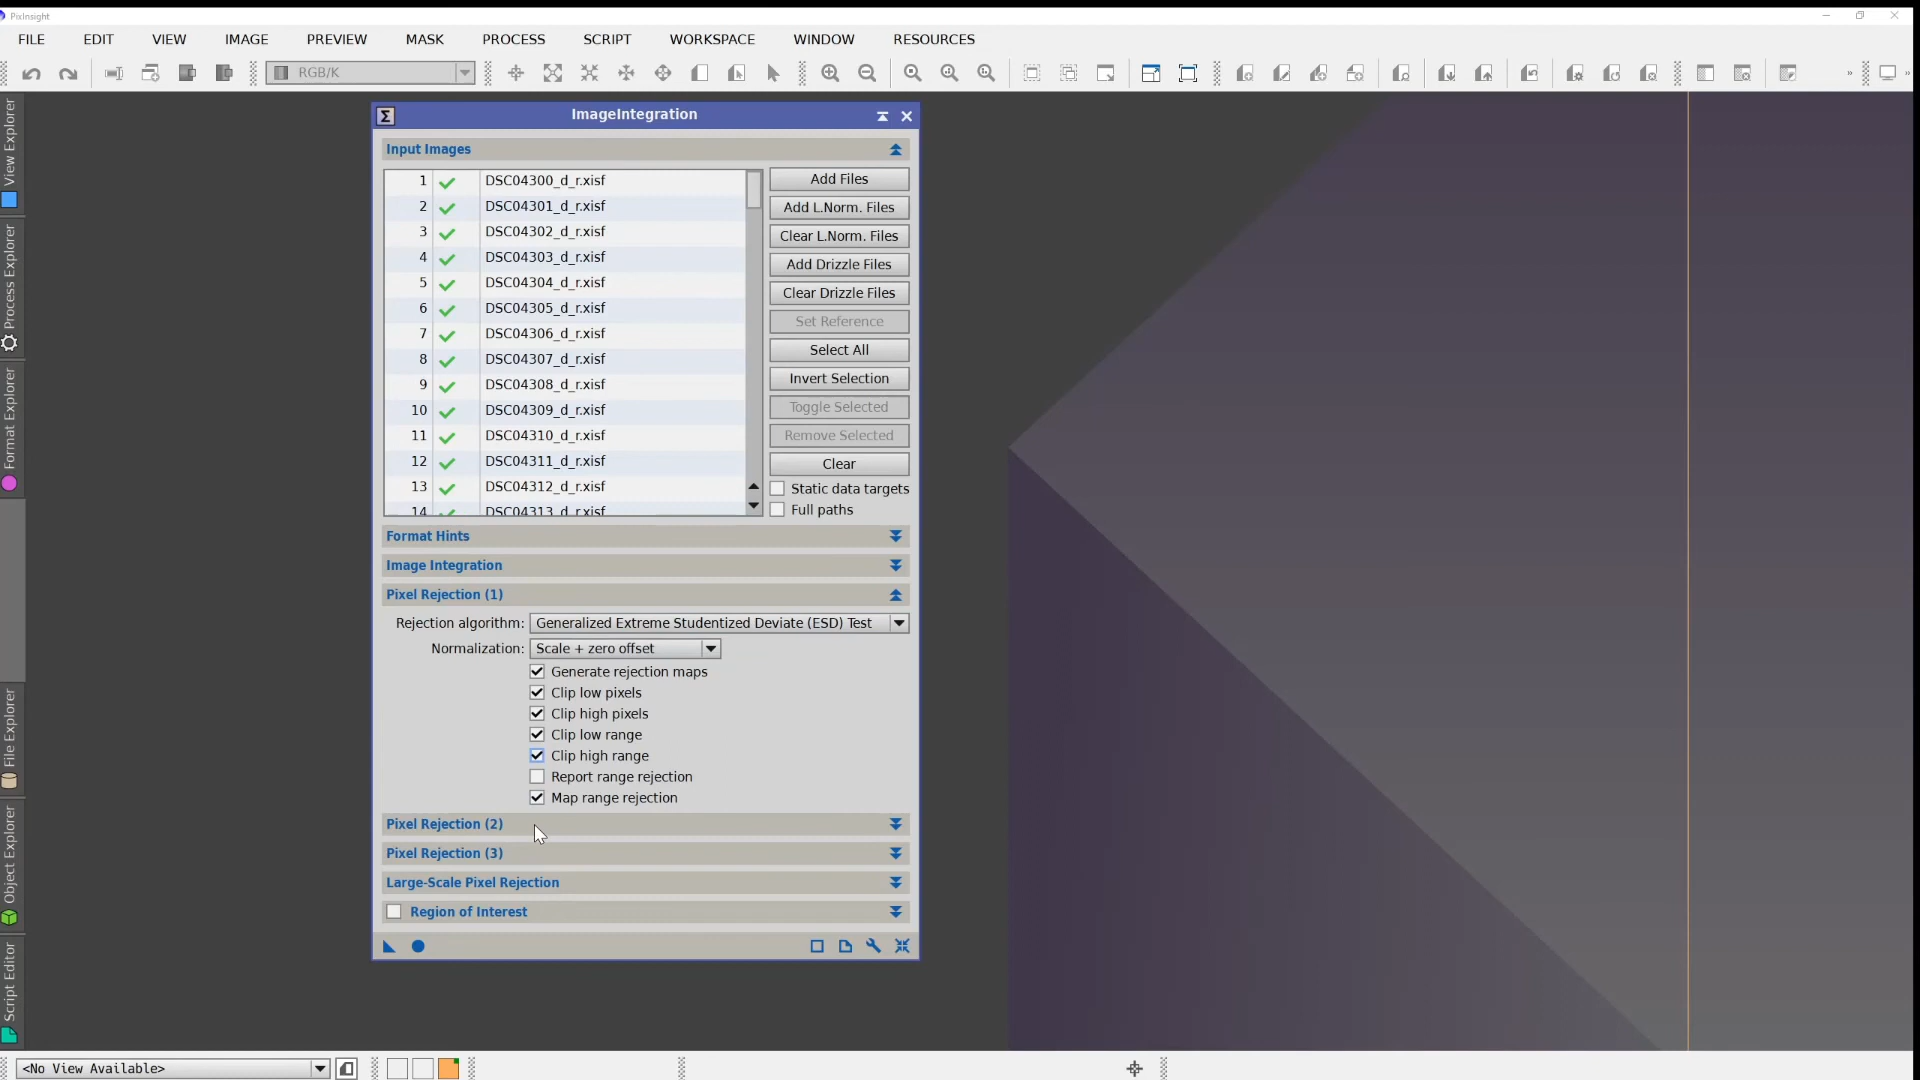 PixInsight
FILE EDIT VIEW IMAGE PREVIEW MASK PROCESS SCRIPT WORKSPACE WINDOW RESOURCES
RGB/K
View Explorer
Process Explorer
Format Explorer
File Explorer
Object Explorer
Script Editor
Σ ImageIntegration
Input Images
1 DSC04300_d_r.xisf
2 DSC04301_d_r.xisf
3 DSC04302_d_r.xisf
4 DSC04303_d_r.xisf
5 DSC04304_d_r.xisf
6 DSC04305_d_r.xisf
7 DSC04306_d_r.xisf
8 DSC04307_d_r.xisf
9 DSC04308_d_r.xisf
10 DSC04309_d_r.xisf
11 DSC04310_d_r.xisf
12 DSC04311_d_r.xisf
13 DSC04312_d_r.xisf
14 DSC04313_d_r.xisf
Add Files
Add L.Norm. Files
Clear L.Norm. Files
Add Drizzle Files
Clear Drizzle Files
Set Reference
Select All
Invert Selection
Toggle Selected
Remove Selected
Clear
Static data targets
Full paths
Format Hints
Image Integration
Pixel Rejection (1)
Rejection algorithm: Generalized Extreme Studentized Deviate (ESD) Test
Normalization: Scale + zero offset
Generate rejection maps
Clip low pixels
Clip high pixels
Clip low range
Clip high range
Report range rejection
Map range rejection
Pixel Rejection (2)
Pixel Rejection (3)
Large-Scale Pixel Rejection
Region of Interest
<No View Available>